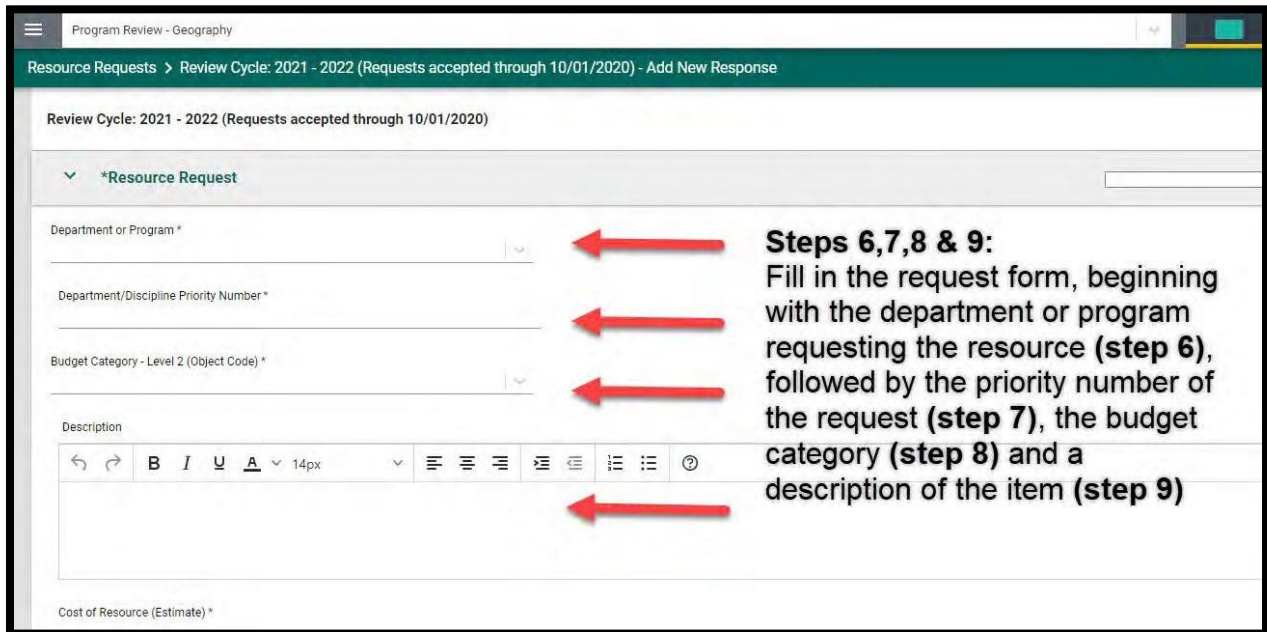 Program Review - Geography
Resource Requests > Review Cycle: 2021 - 2022 (Requests accepted through 10/01/2020) - Add New Response
Review Cycle: 2021 - 2022 (Requests accepted through 10/01/2020)
*Resource Request
Department or Program *
Department/Discipline Priority Number *
Budget Category - Level 2 (Object Code) *
Description
B I U A 14px
Cost of Resource (Estimate) *
Steps 6,7,8 & 9:
Fill in the request form, beginning
with the department or program
requesting the resource (step 6),
followed by the priority number of
the request (step 7), the budget
category (step 8) and a
description of the item (step 9)